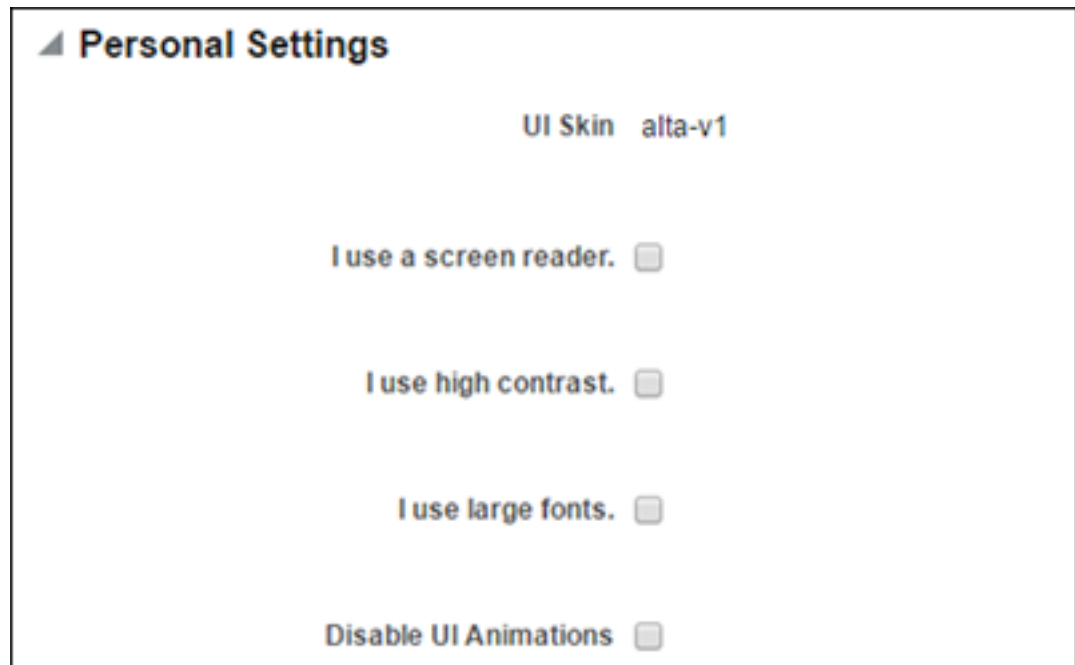 Personal Settings
UI Skin alta-v1
I use a screen reader.
I use high contrast.
I use large fonts.
Disable UI Animations